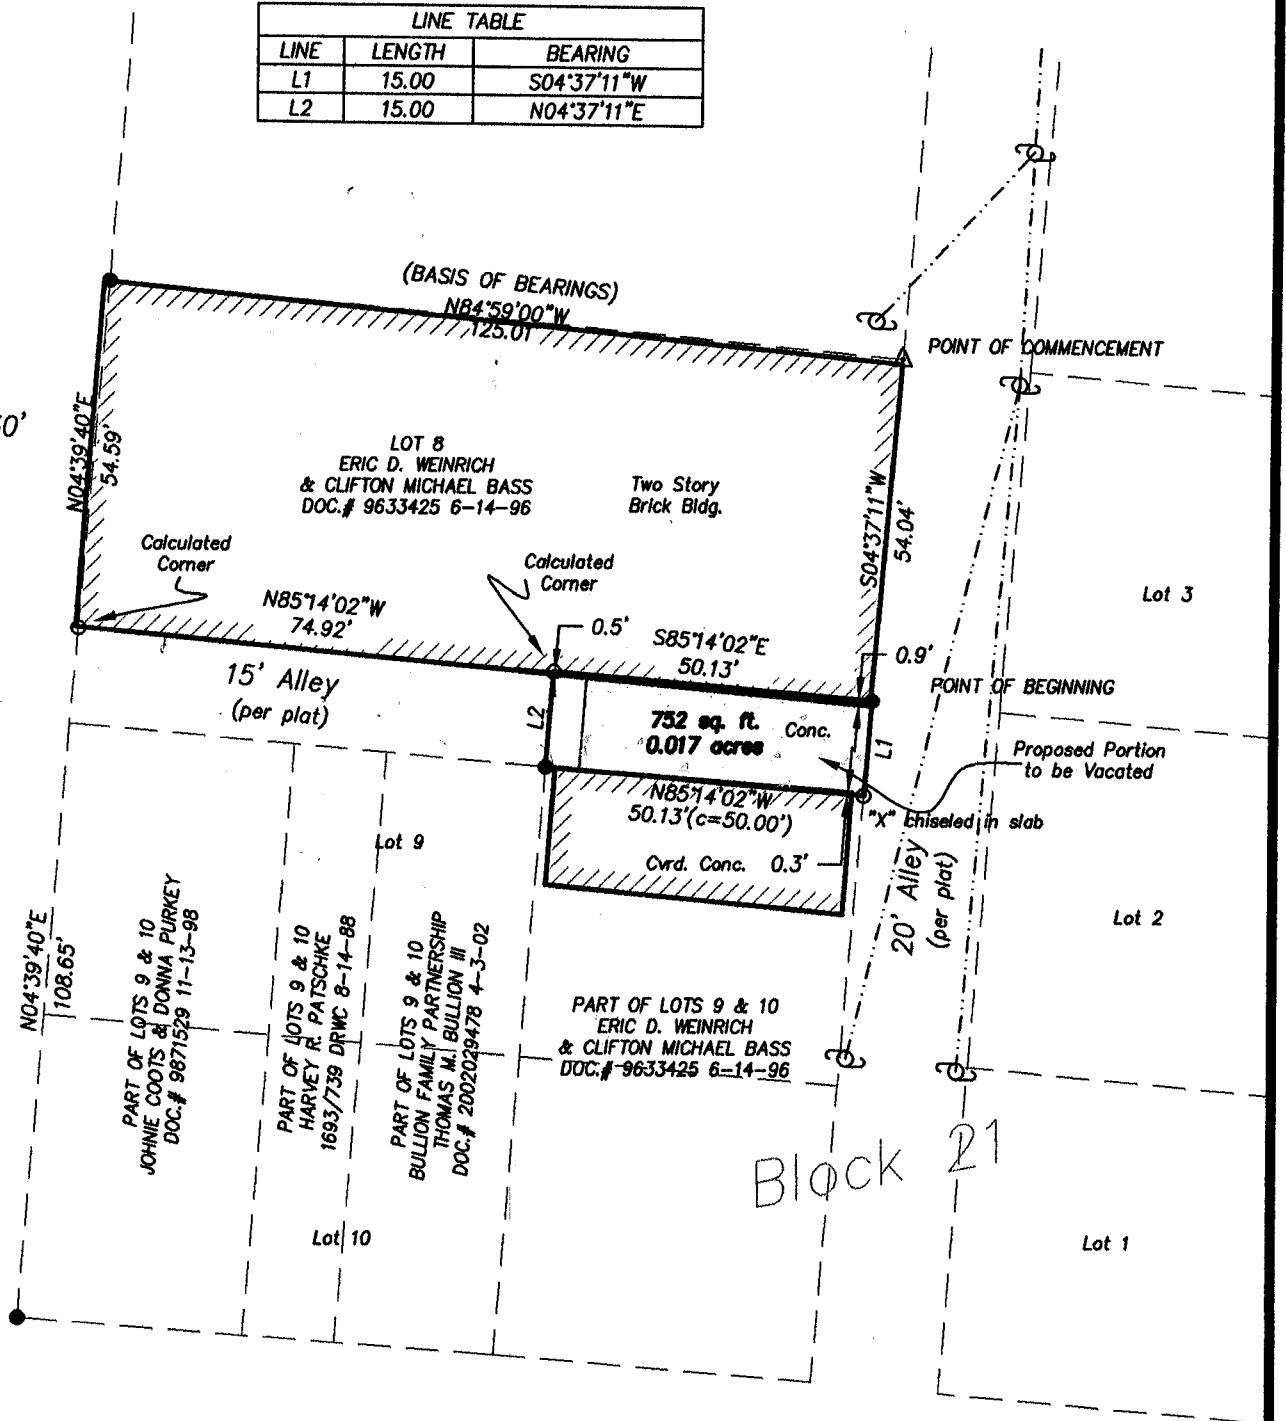 LINE TABLE
LINE LENGTH BEARING
L1 15.00 S04°37'11"W
L2 15.00 N04°37'11"E
(BASIS OF BEARINGS)
N84°59'00"W
125.01'
POINT OF COMMENCEMENT
0'
N04°39'40"E
54.59'
LOT 8
ERIC D. WEINRICH
& CLIFTON MICHAEL BASS
DOC.# 9633425 6-14-96
Two Story
Brick Bldg.
S04°37'11"W
54.04'
Lot 3
Calculated
Corner
Calculated
Corner
N85°14'02"W
74.92'
0.5'
S85°14'02"E
50.13'
0.9'
15' Alley
(per plat)
POINT OF BEGINNING
L2
752 sq. ft.
0.017 acres
Conc.
L1
Proposed Portion
to be Vacated
N85°14'02"W
50.13'(c=50.00')
"X" chiseled in slab
Cvrd. Conc. 0.3'
20' Alley
(per plat)
Lot 9
Lot 2
N04°39'40"E
108.65'
PART OF LOTS 9 & 10
JOHNIE COOTS & DONNA PURKEY
DOC.# 9871529 11-13-98
PART OF LOTS 9 & 10
HARVEY R. PATSCHKE
1693/739 DRWC 8-14-88
PART OF LOTS 9 & 10
BULLION FAMILY PARTNERSHIP
THOMAS M. BULLION III
DOC.# 2002029478 4-3-02
PART OF LOTS 9 & 10
ERIC D. WEINRICH
& CLIFTON MICHAEL BASS
DOC.# 9633425 6-14-96
Block 21
Lot 10
Lot 1